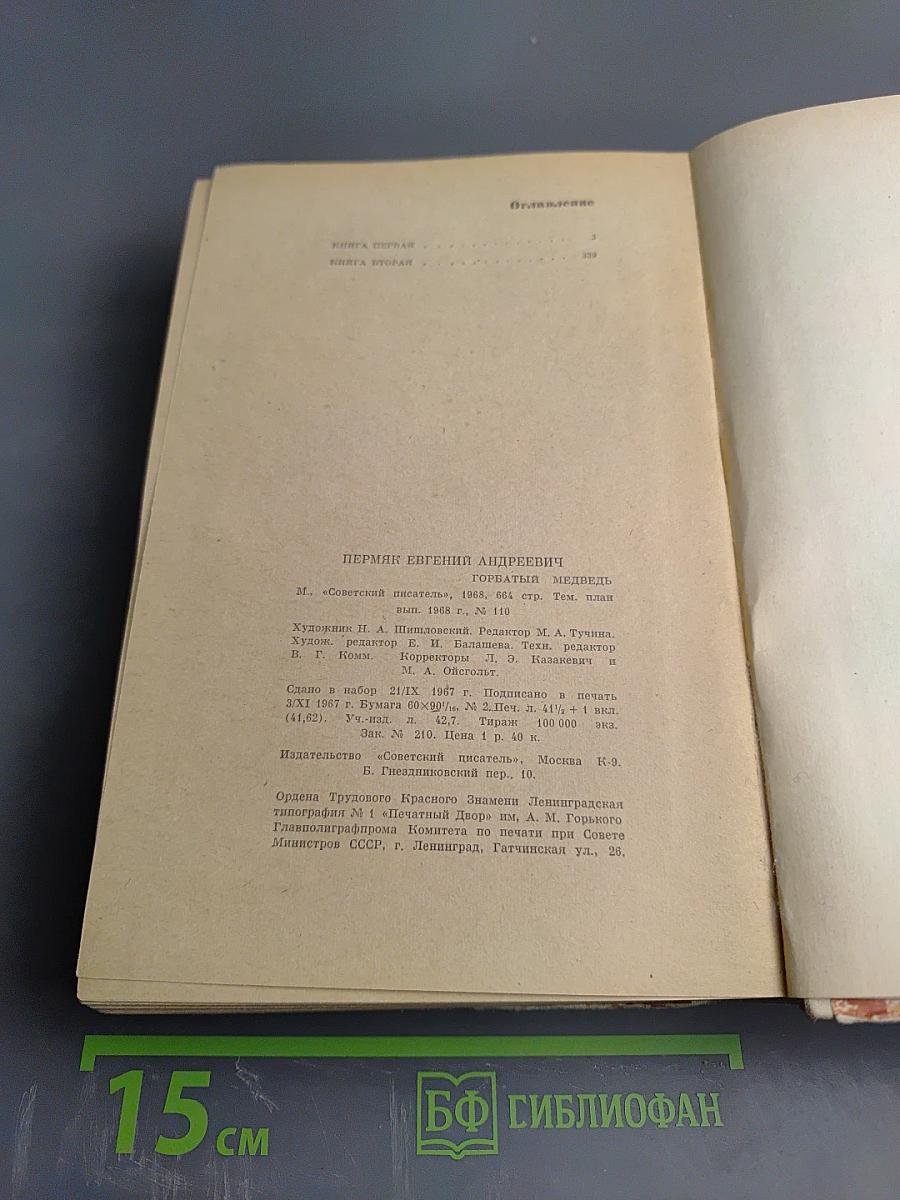 Оглавление
КНИГА ПЕРВАЯ . . . . . . . . . . . . . . 3
КНИГА ВТОРАЯ . . . . . . . . . . . . . 339
ПЕРМЯК ЕВГЕНИЙ АНДРЕЕВИЧ
ГОРБАТЫЙ МЕДВЕДЬ
М., «Советский писатель», 1968, 664 стр. Тем. план
вып. 1968 г., № 110
Художник Н. А. Шишловский. Редактор М. А. Тучина.
Худож. редактор Е. И. Балашева. Техн. редактор
В. Г. Комм. Корректоры Л. Э. Казакевич и
М. А. Ойсгольт.
Сдано в набор 21/IX 1967 г. Подписано в печать
3/XI 1967 г. Бумага 60×90¹/₁₆, № 2. Печ. л. 41¹/₂ + 1 вкл.
(41,62). Уч.-изд. л. 42,7. Тираж 100 000 экз.
Зак. № 210. Цена 1 р. 40 к.
Издательство «Советский писатель», Москва К-9.
Б. Гнездниковский пер., 10.
Ордена Трудового Красного Знамени Ленинградская
типография № 1 «Печатный Двор» им. А. М. Горького
Главполиграфпрома Комитета по печати при Совете
Министров СССР, г. Ленинград, Гатчинская ул., 26.
15 см
БФ БИБЛИОФАН